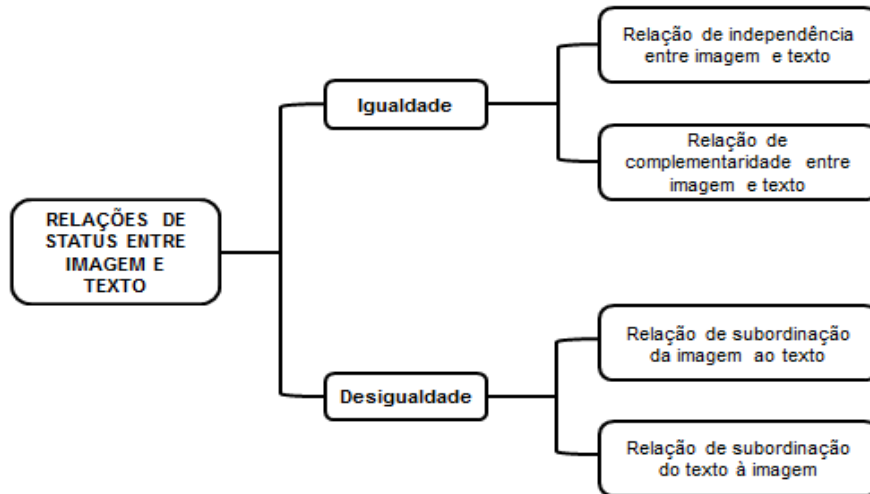 Relação de independência
entre imagem e texto
Igualdade
Relação de
complementaridade entre
imagem e texto
RELAÇÕES DE
STATUS ENTRE
IMAGEM E
TEXTO
Relação de subordinação
da imagem ao texto
Desigualdade
Relação de subordinação
do texto à imagem